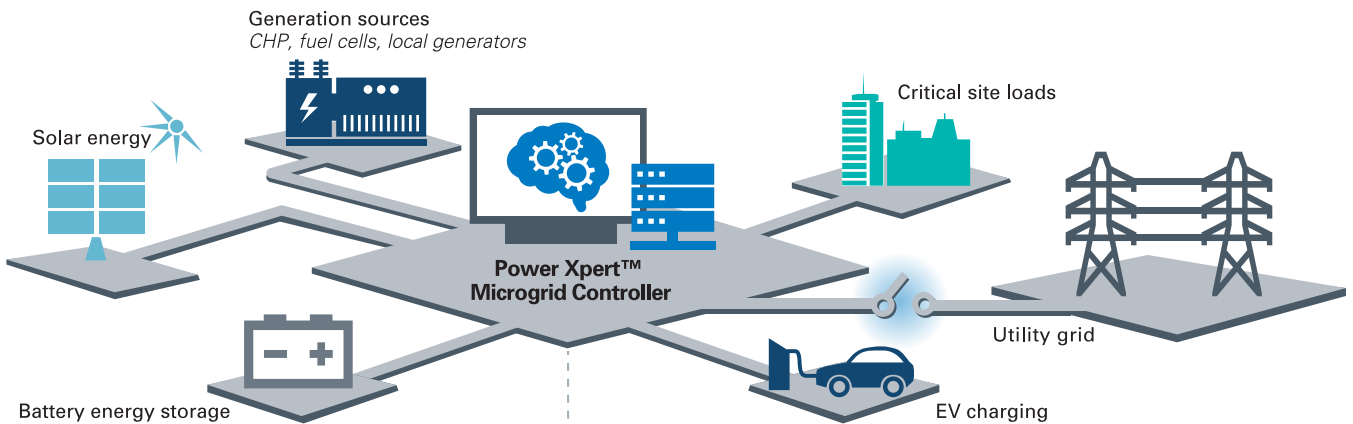 Generation sources
CHP, fuel cells, local generators
Solar energy
Critical site loads
Power Xpert™
Microgrid Controller
Utility grid
Battery energy storage
EV charging